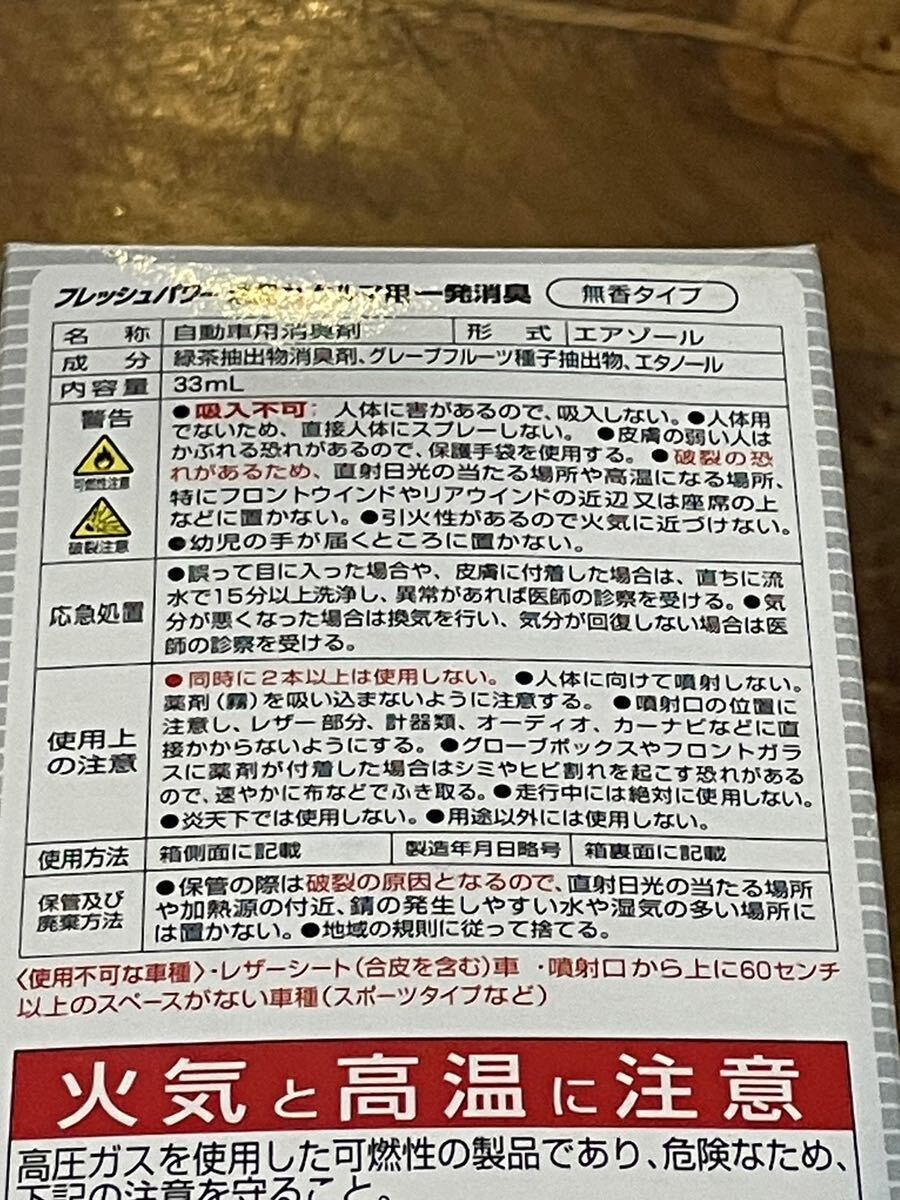 フレッシュパワー クルマ用 一発消臭 無香タイプ
名称 自動車用消臭剤 形式 エアゾール
成分 緑茶抽出物消臭剤、グレープフルーツ種子抽出物、エタノール
内容量 33mL
警告
可燃性注意
破裂注意
●吸入不可: 人体に害があるので、吸入しない。●人体用
でないため、直接人体にスプレーしない。 ●皮膚の弱い人は
かぶれる恐れがあるので、保護手袋を使用する。●破裂の恐
れがあるため、直射日光の当たる場所や高温になる場所、
特にフロントウインドやリアウインドの近辺又は座席の上
などに置かない。●引火性があるので火気に近づけない。
●幼児の手が届くところに置かない。
応急処置
●誤って目に入った場合や、皮膚に付着した場合は、直ちに流
水で15分以上洗浄し、異常があれば医師の診察を受ける。●気
分が悪くなった場合は換気を行い、気分が回復しない場合は医
師の診察を受ける。
使用上
の注意
●同時に2本以上は使用しない。 ●人体に向けて噴射しない。
薬剤(霧)を吸い込まないように注意する。 ●噴射口の位置に
注意し、レザー部分、計器類、オーディオ、カーナビなどに直
接かからないようにする。●グローブボックスやフロントガラ
スに薬剤が付着した場合はシミやヒビ割れを起こす恐れがある
ので、速やかに布などでふき取る。●走行中には絶対に使用しない。
●炎天下では使用しない。●用途以外には使用しない。
使用方法 箱側面に記載 製造年月日略号 箱裏面に記載
保管及び
廃棄方法
●保管の際は破裂の原因となるので、直射日光の当たる場所
や加熱源の付近、錆の発生しやすい水や湿気の多い場所に
は置かない。●地域の規則に従って捨てる。
〈使用不可な車種〉・レザーシート(合皮を含む)車 ・噴射口から上に60センチ
以上のスペースがない車種(スポーツタイプなど)
火気と高温に注意
高圧ガスを使用した可燃性の製品であり、危険なため、
下記の注意を守ること。